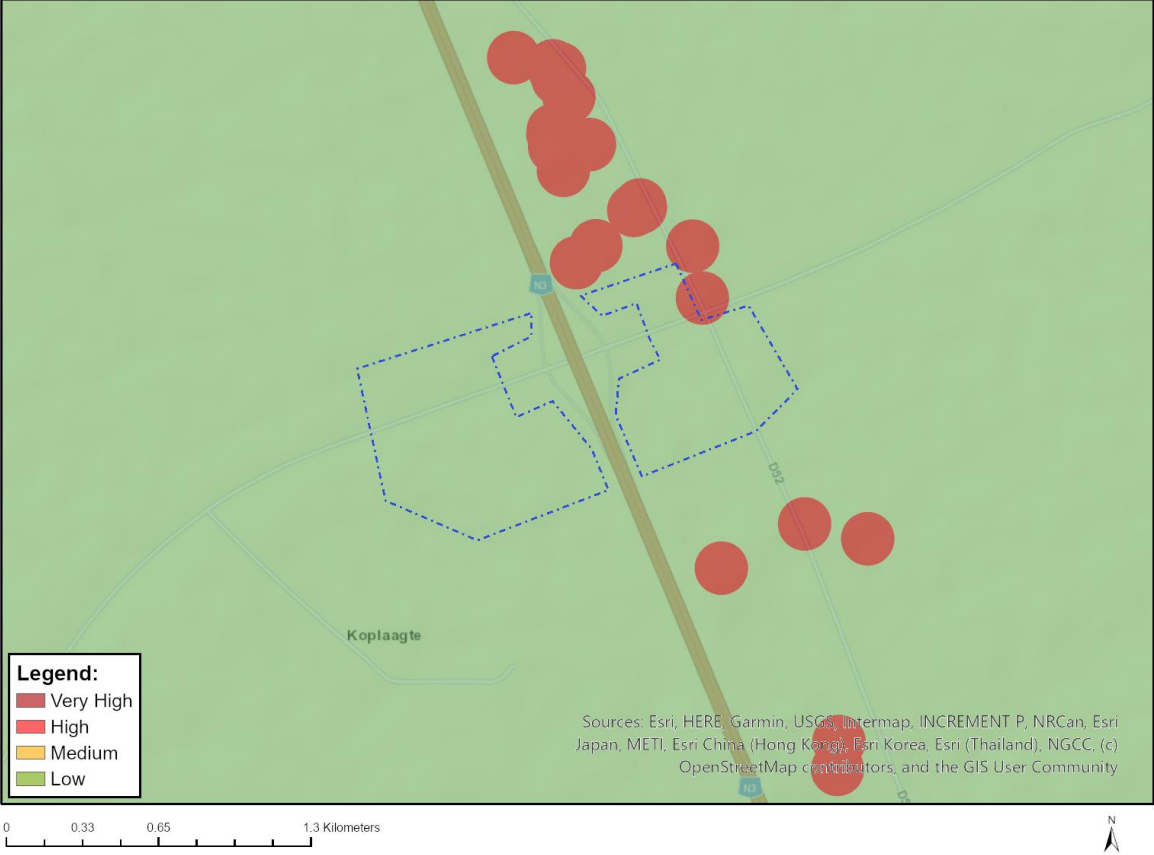 N3
D52
Koplaagte
Legend:
Very High
High
Medium
Low
Sources: Esri, HERE, Garmin, USGS, Intermap, INCREMENT P, NRCan, Esri
Japan, METI, Esri China (Hong Kong), Esri Korea, Esri (Thailand), NGCC, (c)
OpenStreetMap contributors, and the GIS User Community
N3
0 0.33 0.65 1.3 Kilometers
N